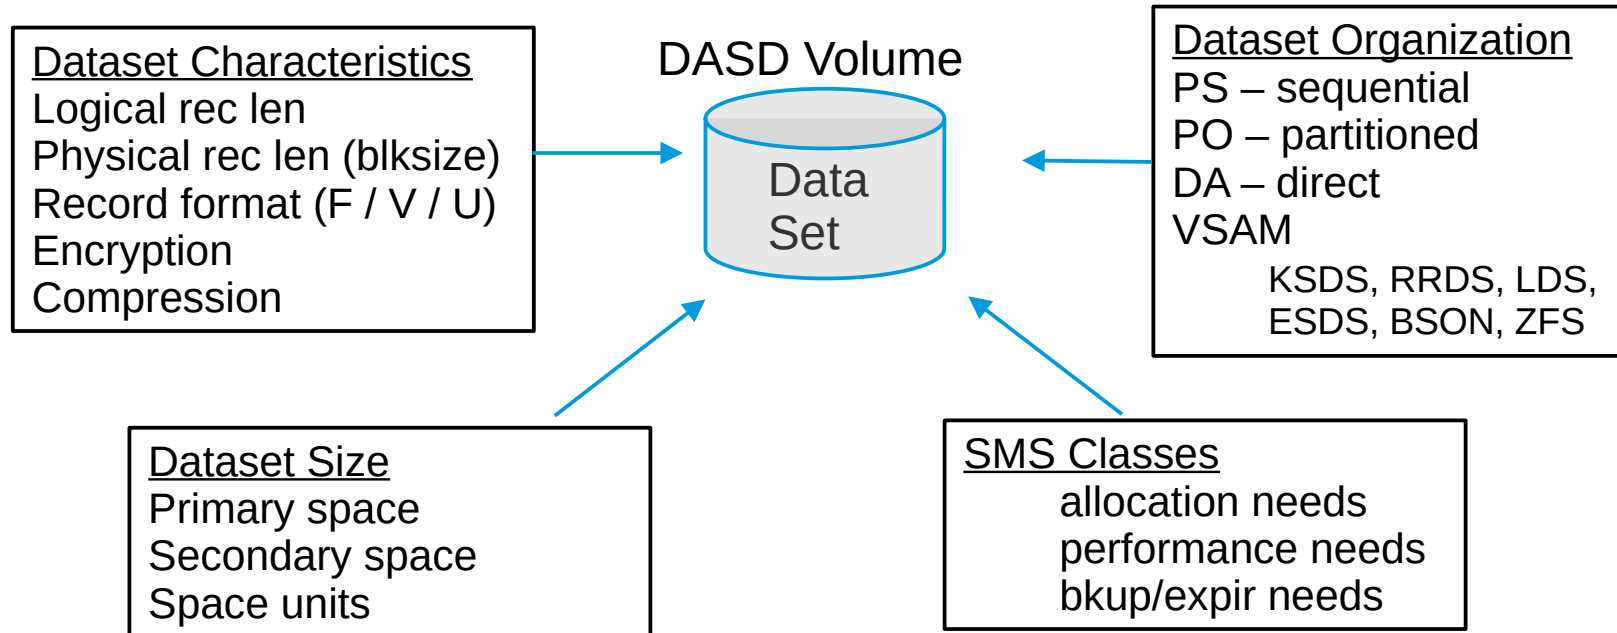 Dataset Characteristics
Logical rec len
Physical rec len (blksize)
Record format (F / V / U)
Encryption
Compression
DASD Volume
Data
Set
Dataset Organization
PS – sequential
PO – partitioned
DA – direct
VSAM
KSDS, RRDS, LDS,
ESDS, BSON, ZFS
Dataset Size
Primary space
Secondary space
Space units
SMS Classes
allocation needs
performance needs
bkup/expir needs